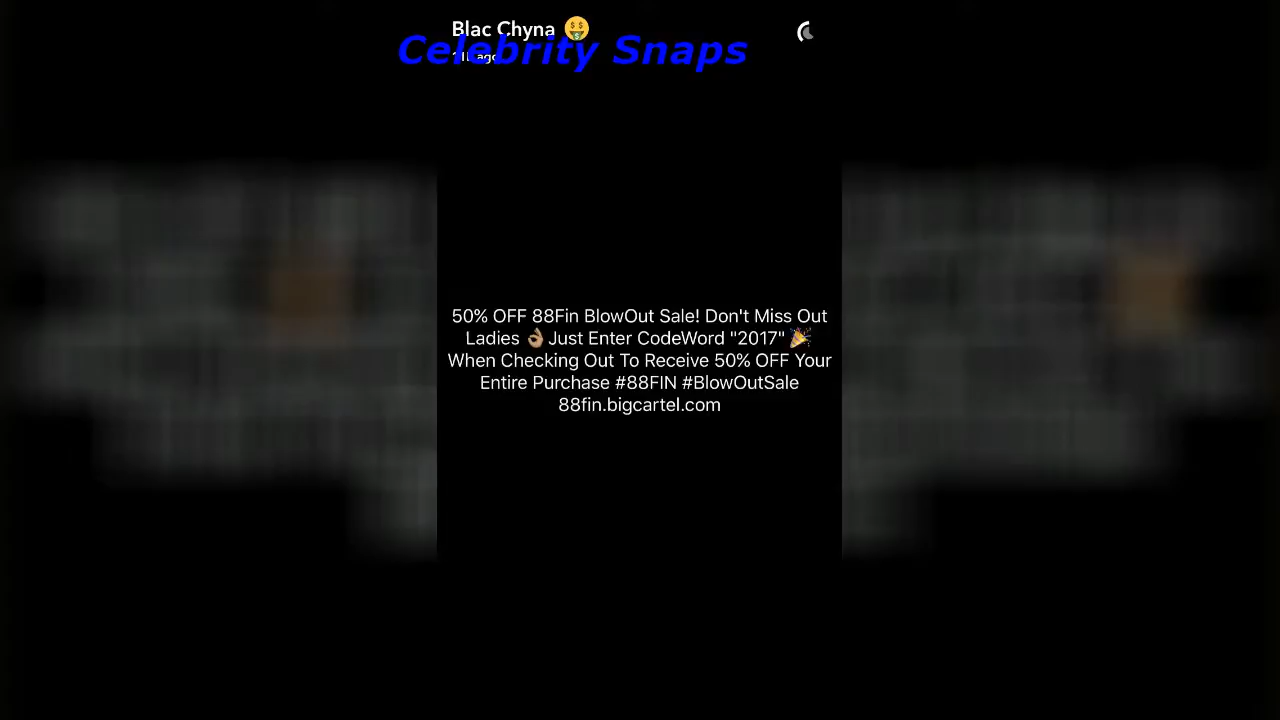 Blac Chyna 🤑
Celebrity Snaps
ago
50% OFF 88Fin BlowOut Sale! Don't Miss Out
Ladies 👌🏽Just Enter CodeWord "2017" 🎉
When Checking Out To Receive 50% OFF Your
Entire Purchase #88FIN #BlowOutSale
88fin.bigcartel.com